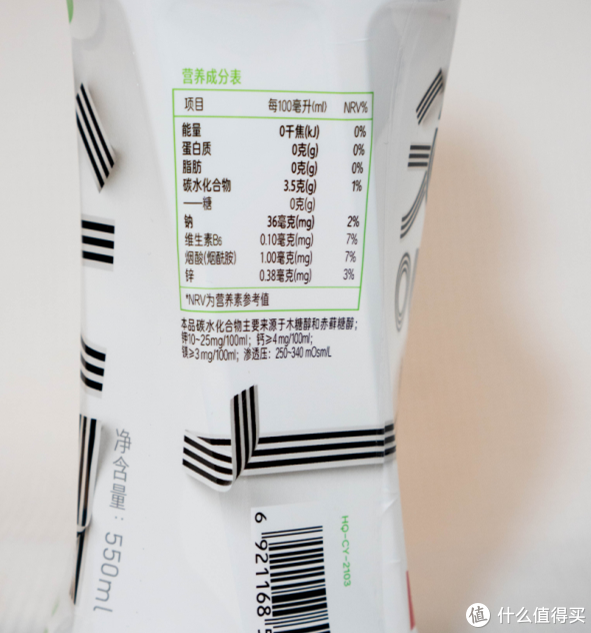 营养成分表
项目 每100毫升(ml) NRV%
能量 0千焦(kJ) 0%
蛋白质 0克(g) 0%
脂肪 0克(g) 0%
碳水化合物 3.5克(g) 1%
——糖 0克(g)
钠 36毫克(mg) 2%
维生素B6 0.10毫克(mg) 7%
烟酸(烟酰胺) 1.00毫克(mg) 7%
锌 0.38毫克(mg) 3%
*NRV为营养素参考值
本品碳水化合物主要来源于木糖醇和赤藓糖醇;
钾10~25mg/100ml; 钙≥4mg/100ml;
镁≥3mg/100ml; 渗透压: 250-340 mOsm/L
净含量: 550ml
HQ-CY-2103
6 921168
值 什么值得买